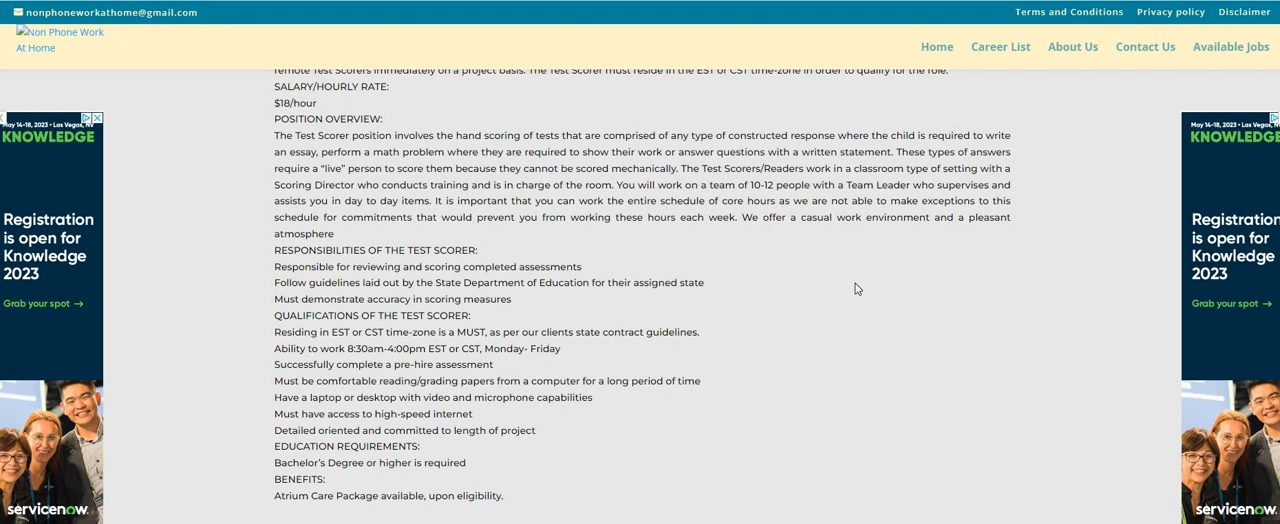 nonphoneworkathome@gmail.com
Terms and Conditions Privacy policy Disclaimer
Non Phone Work
At Home
Home Career List About Us Contact Us Available Jobs
remote Test Scorers immediately on a project basis. The Test Scorer must reside in the EST or CST time-zone in order to qualify for the role.
SALARY/HOURLY RATE:
$18/hour
POSITION OVERVIEW:
The Test Scorer position involves the hand scoring of tests that are comprised of any type of constructed response where the child is required to write
an essay, perform a math problem where they are required to show their work or answer questions with a written statement. These types of answers
require a “live” person to score them because they cannot be scored mechanically. The Test Scorers/Readers work in a classroom type of setting with a
Scoring Director who conducts training and is in charge of the room. You will work on a team of 10-12 people with a Team Leader who supervises and
assists you in day to day items. It is important that you can work the entire schedule of core hours as we are not able to make exceptions to this
schedule for commitments that would prevent you from working these hours each week. We offer a casual work environment and a pleasant
atmosphere
RESPONSIBILITIES OF THE TEST SCORER:
Responsible for reviewing and scoring completed assessments
Follow guidelines laid out by the State Department of Education for their assigned state
Must demonstrate accuracy in scoring measures
QUALIFICATIONS OF THE TEST SCORER:
Residing in EST or CST time-zone is a MUST, as per our clients state contract guidelines.
Ability to work 8:30am-4:00pm EST or CST, Monday- Friday
Successfully complete a pre-hire assessment
Must be comfortable reading/grading papers from a computer for a long period of time
Have a laptop or desktop with video and microphone capabilities
Must have access to high-speed internet
Detailed oriented and committed to length of project
EDUCATION REQUIREMENTS:
Bachelor’s Degree or higher is required
BENEFITS:
Atrium Care Package available, upon eligibility.
May 14-18, 2023 • Las Vegas, NV
KNOWLEDGE
Registration
is open for
Knowledge
2023
Grab your spot →
servicenow.
May 14-18, 2023 • Las Vegas, NV
KNOWLEDGE
Registration
is open for
Knowledge
2023
Grab your spot →
servicenow.